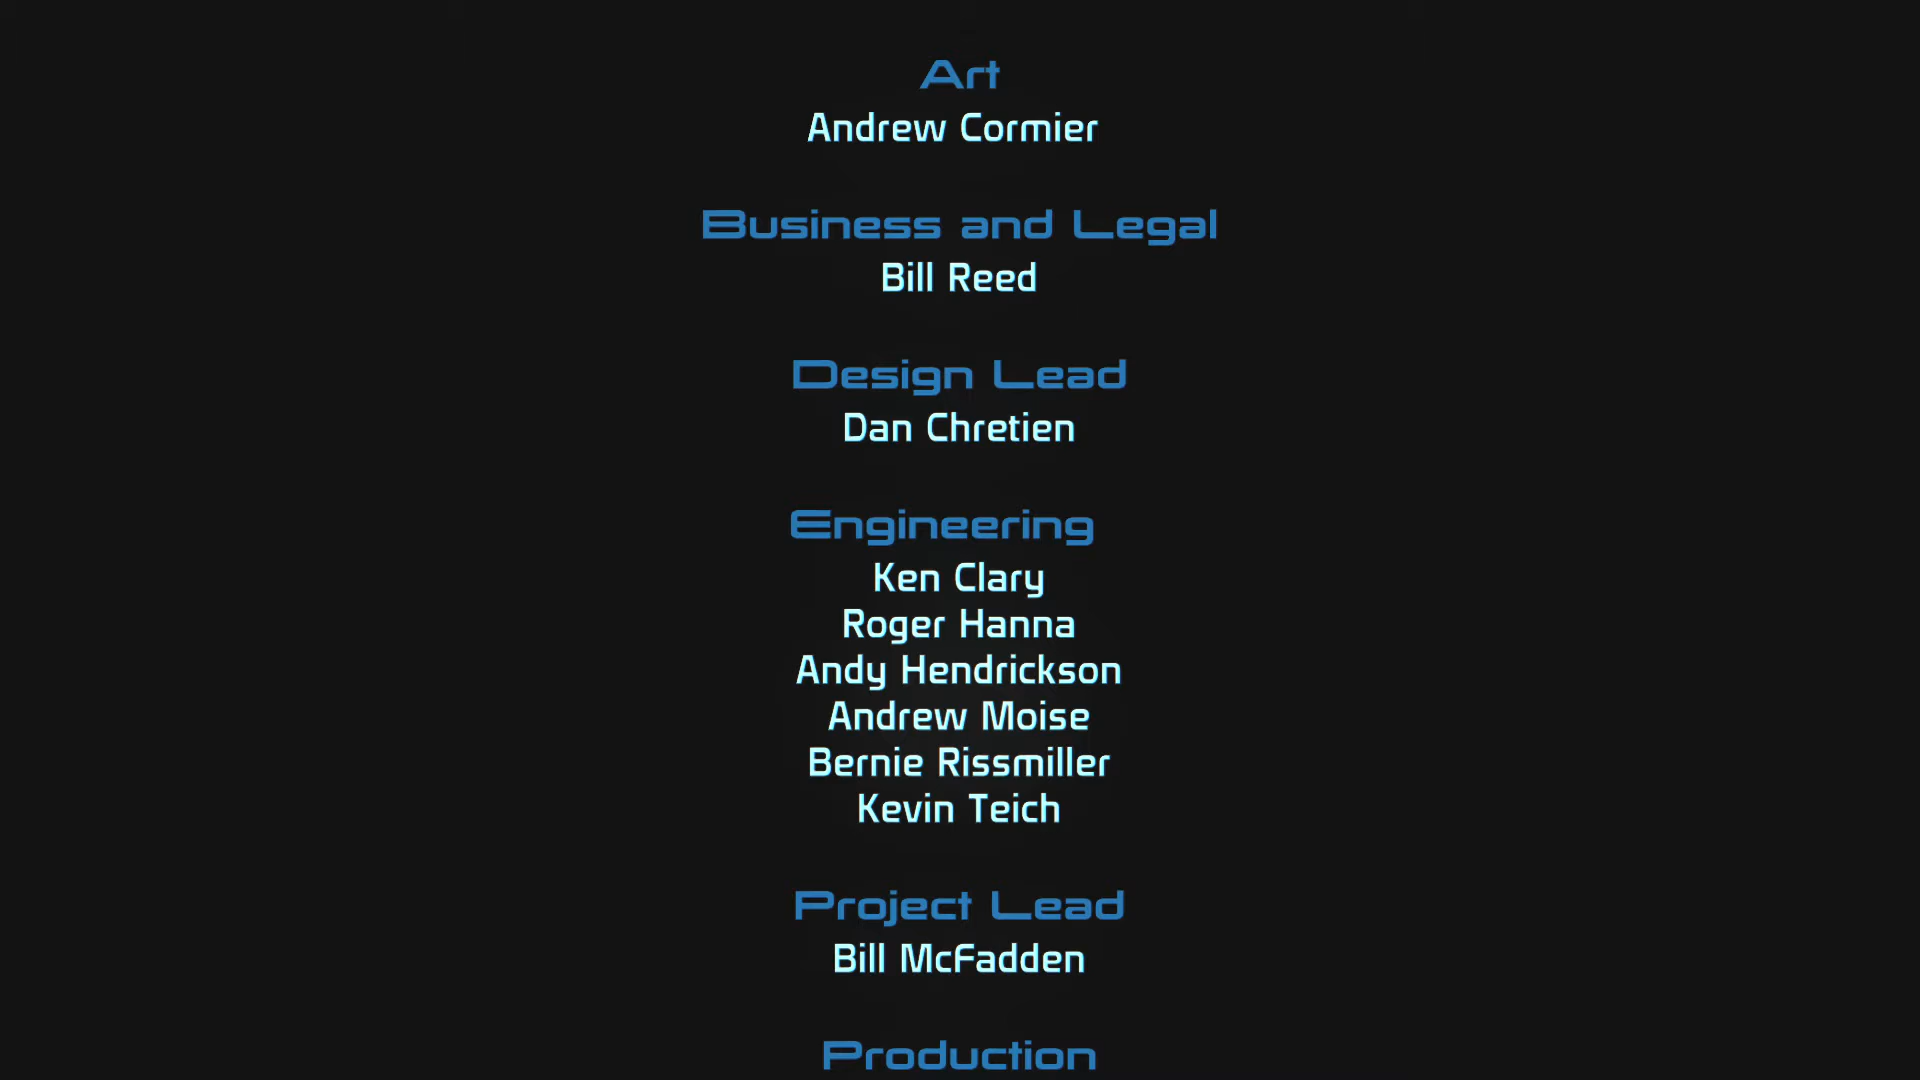 Art
Andrew Cormier
Business and Legal
Bill Reed
Design Lead
Dan Chretien
Engineering
Ken Clary
Roger Hanna
Andy Hendrickson
Andrew Moise
Bernie Rissmiller
Kevin Teich
Project Lead
Bill McFadden
Production